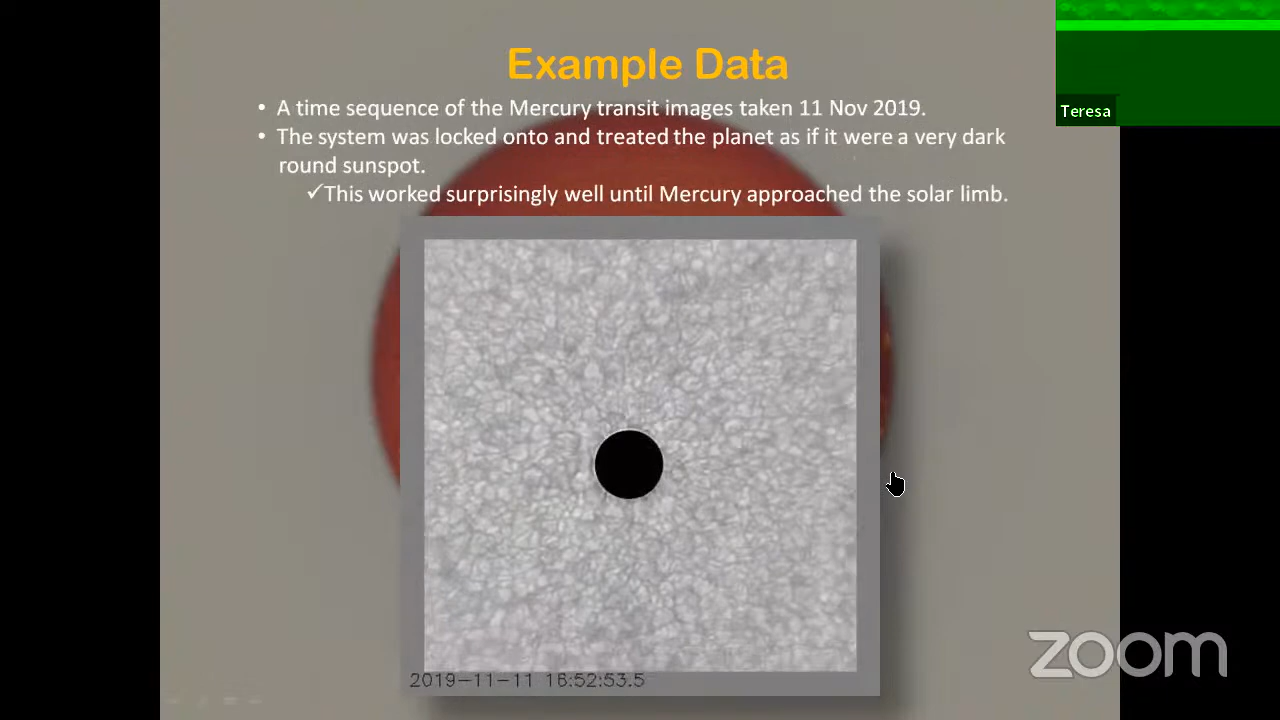 Example Data
• A time sequence of the Mercury transit images taken 11 Nov 2019.
• The system was locked onto and treated the planet as if it were a very dark
round sunspot.
✓This worked surprisingly well until Mercury approached the solar limb.
Teresa
2019-11-11 16:52:53.5
zoom